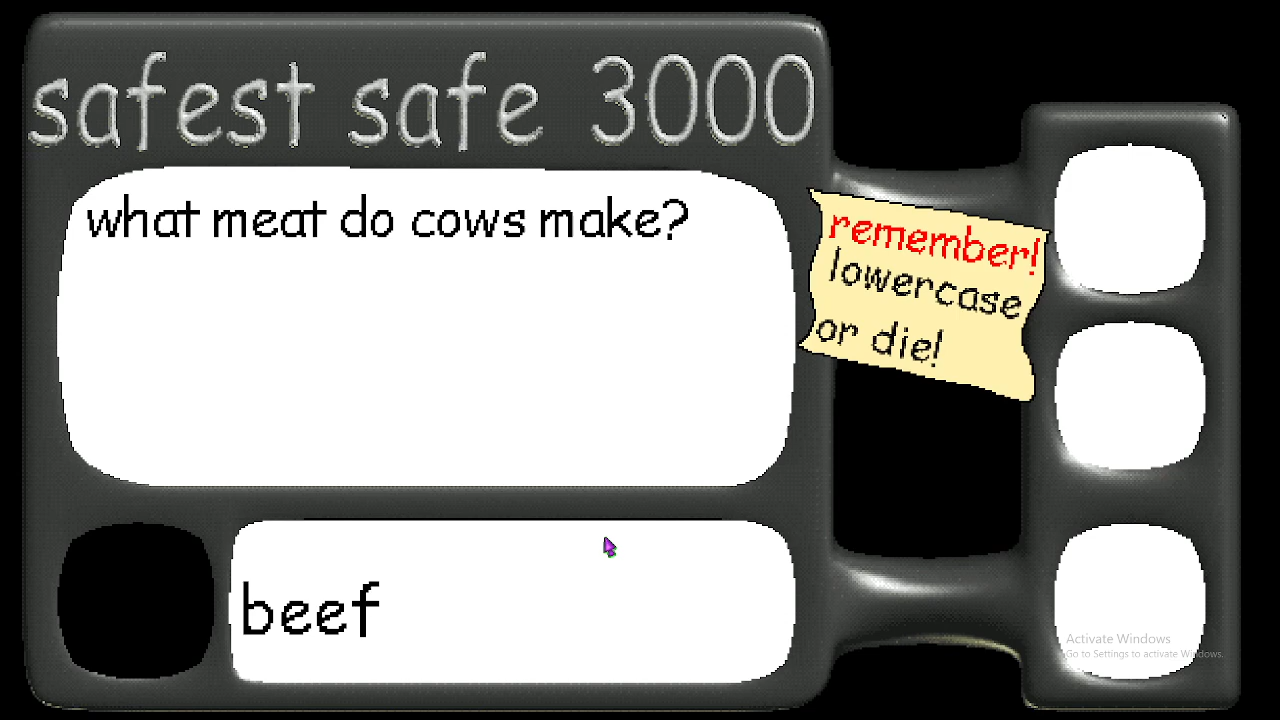 safest safe 3000
what meat do cows make?
remember!
lowercase
or die!
beef
Activate Windows
Go to Settings to activate Windows.